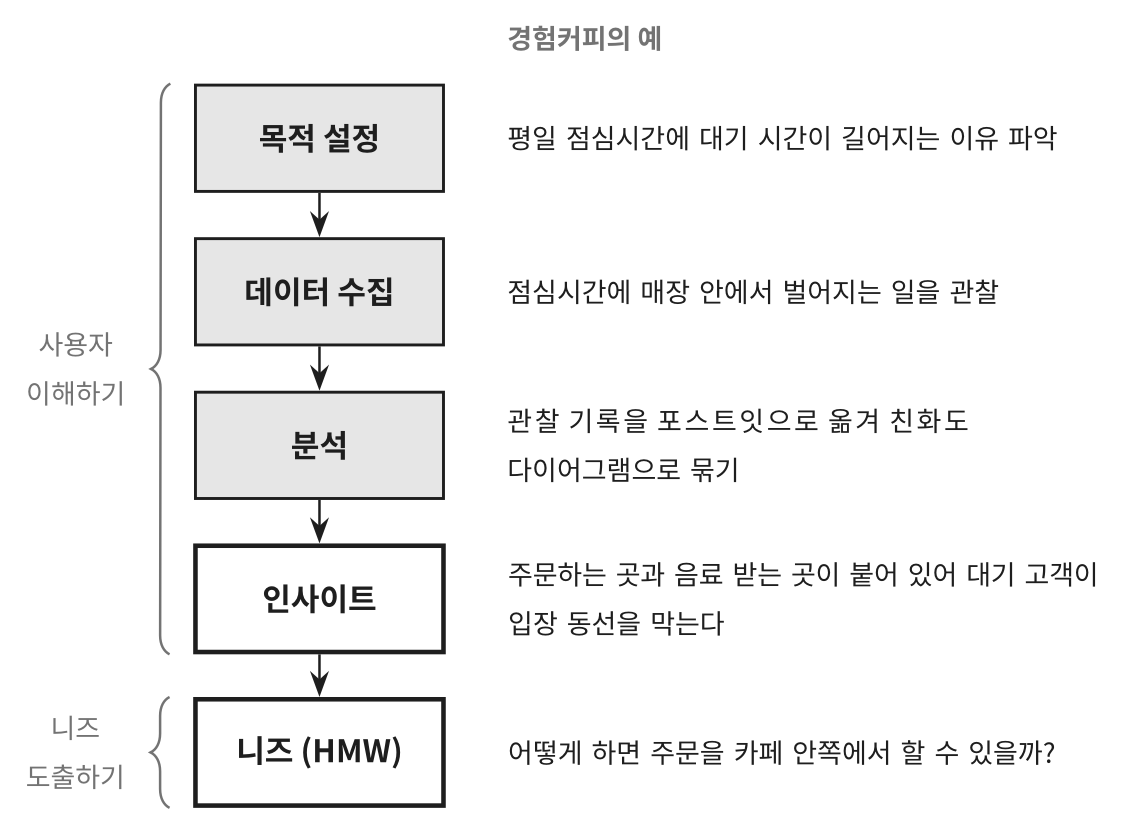 경험커피의 예
목적 설정
평일 점심시간에 대기 시간이 길어지는 이유 파악
데이터 수집
점심시간에 매장 안에서 벌어지는 일을 관찰
사용자
이해하기
분석
관찰 기록을 포스트잇으로 옮겨 친화도
다이어그램으로 묶기
인사이트
주문하는 곳과 음료 받는 곳이 붙어 있어 대기 고객이
입장 동선을 막는다
니즈
도출하기
니즈 (HMW)
어떻게 하면 주문을 카페 안쪽에서 할 수 있을까?